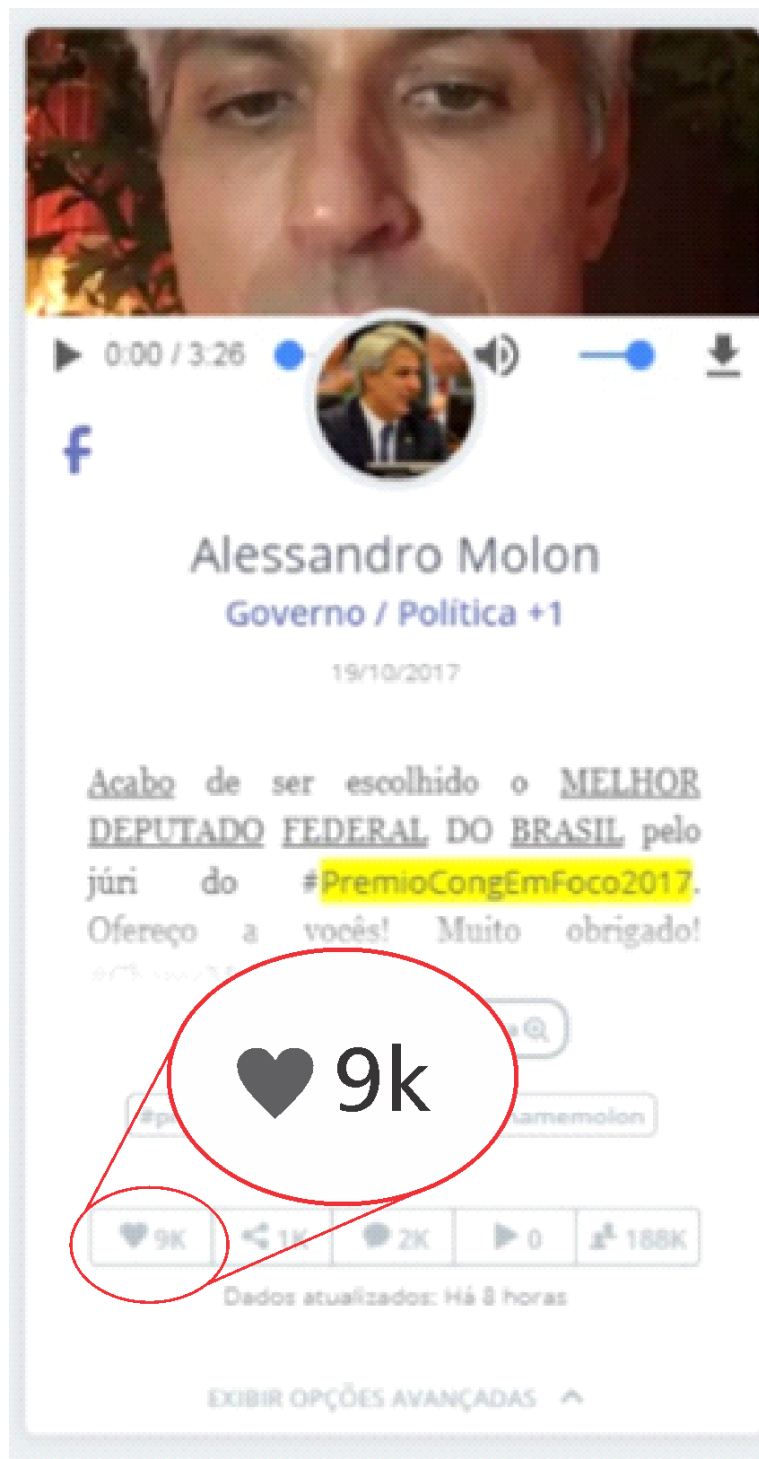 0:00 / 3:26
f
Alessandro Molon
Governo / Política +1
19/10/2017
Acabo de ser escolhido o MELHOR
DEPUTADO FEDERAL DO BRASIL pelo
júri do #PremioCongEmFoco2017.
Ofereço a vocês! Muito obrigado!
9k
9K 1K 2K 0 188K
Dados atualizados: Há 8 horas
EXIBIR OPÇÕES AVANÇADAS